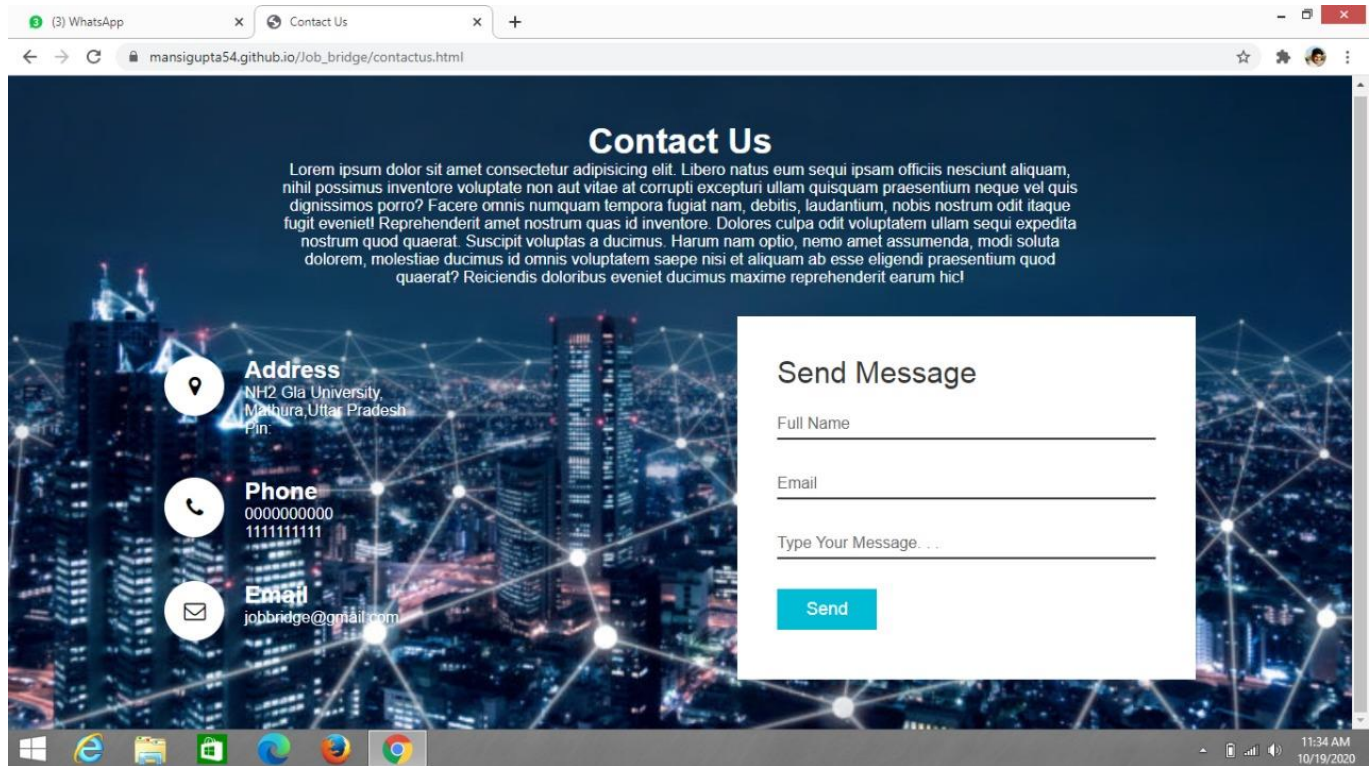 3 (3) WhatsApp
Contact Us
mansigupta54.github.io/Job_bridge/contactus.html
Contact Us
Lorem ipsum dolor sit amet consectetur adipisicing elit. Libero natus eum sequi ipsam officiis nesciunt aliquam,
nihil possimus inventore voluptate non aut vitae at corrupti excepturi ullam quisquam praesentium neque vel quis
dignissimos porro? Facere omnis numquam tempora fugiat nam, debitis, laudantium, nobis nostrum odit itaque
fugit eveniet! Reprehenderit amet nostrum quas id inventore. Dolores culpa odit voluptatem ullam sequi expedita
nostrum quod quaerat. Suscipit voluptas a ducimus. Harum nam optio, nemo amet assumenda, modi soluta
dolorem, molestiae ducimus id omnis voluptatem saepe nisi et aliquam ab esse eligendi praesentium quod
quaerat? Reiciendis doloribus eveniet ducimus maxime reprehenderit earum hic!
Address
NH2 Gla University,
Mathura,Uttar Pradesh
Pin:
Phone
0000000000
1111111111
Email
jobbridge@gmail.com
Send Message
Full Name
Email
Type Your Message. . .
Send
11:34 AM
10/19/2020